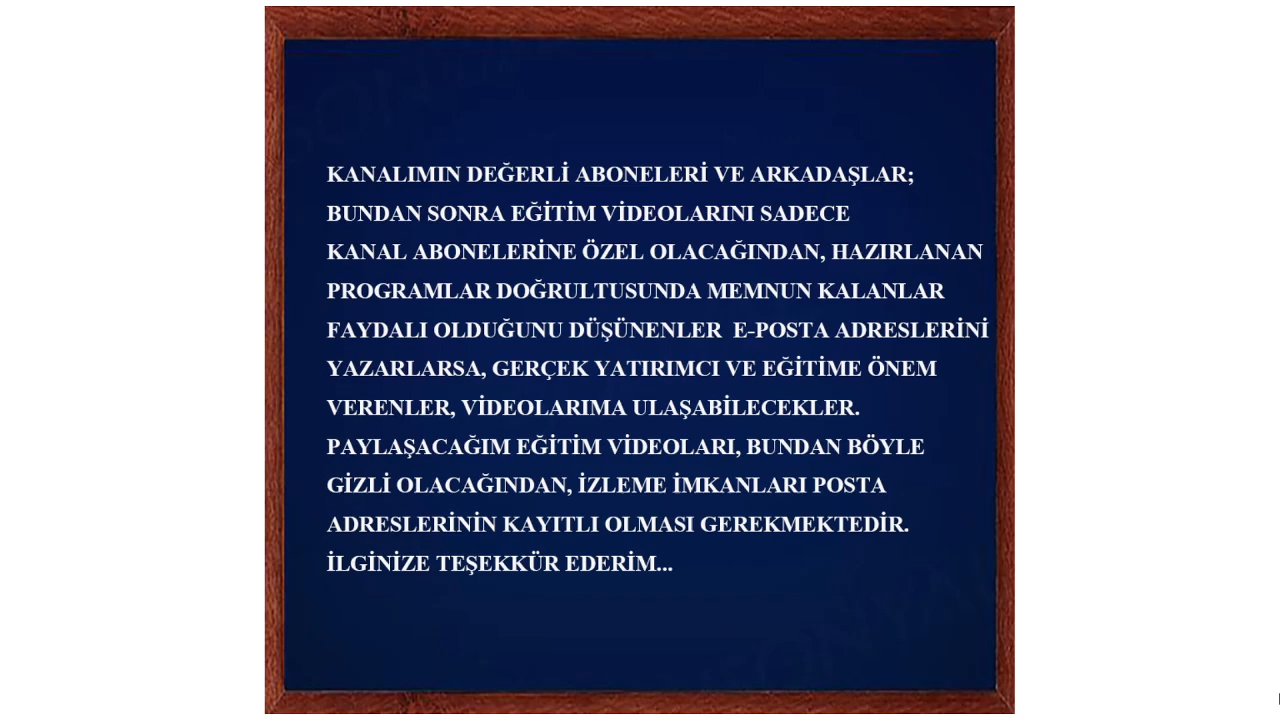 KANALIMIN DEĞERLİ ABONELERİ VE ARKADAŞLAR;
BUNDAN SONRA EĞİTİM VİDEOLARINI SADECE
KANAL ABONELERİNE ÖZEL OLACAĞINDAN, HAZIRLANAN
PROGRAMLAR DOĞRULTUSUNDA MEMNUN KALANLAR
FAYDALI OLDUĞUNU DÜŞÜNENLER  E-POSTA ADRESLERİNİ
YAZARLARSA, GERÇEK YATIRIMCI VE EĞİTİME ÖNEM
VERENLER, VİDEOLARIMA ULAŞABİLECEKLER.
PAYLAŞACAĞIM EĞİTİM VİDEOLARI, BUNDAN BÖYLE
GİZLİ OLACAĞINDAN, İZLEME İMKANLARI POSTA
ADRESLERİNİN KAYITLI OLMASI GEREKMEKTEDİR.
İLGİNİZE TEŞEKKÜR EDERİM...